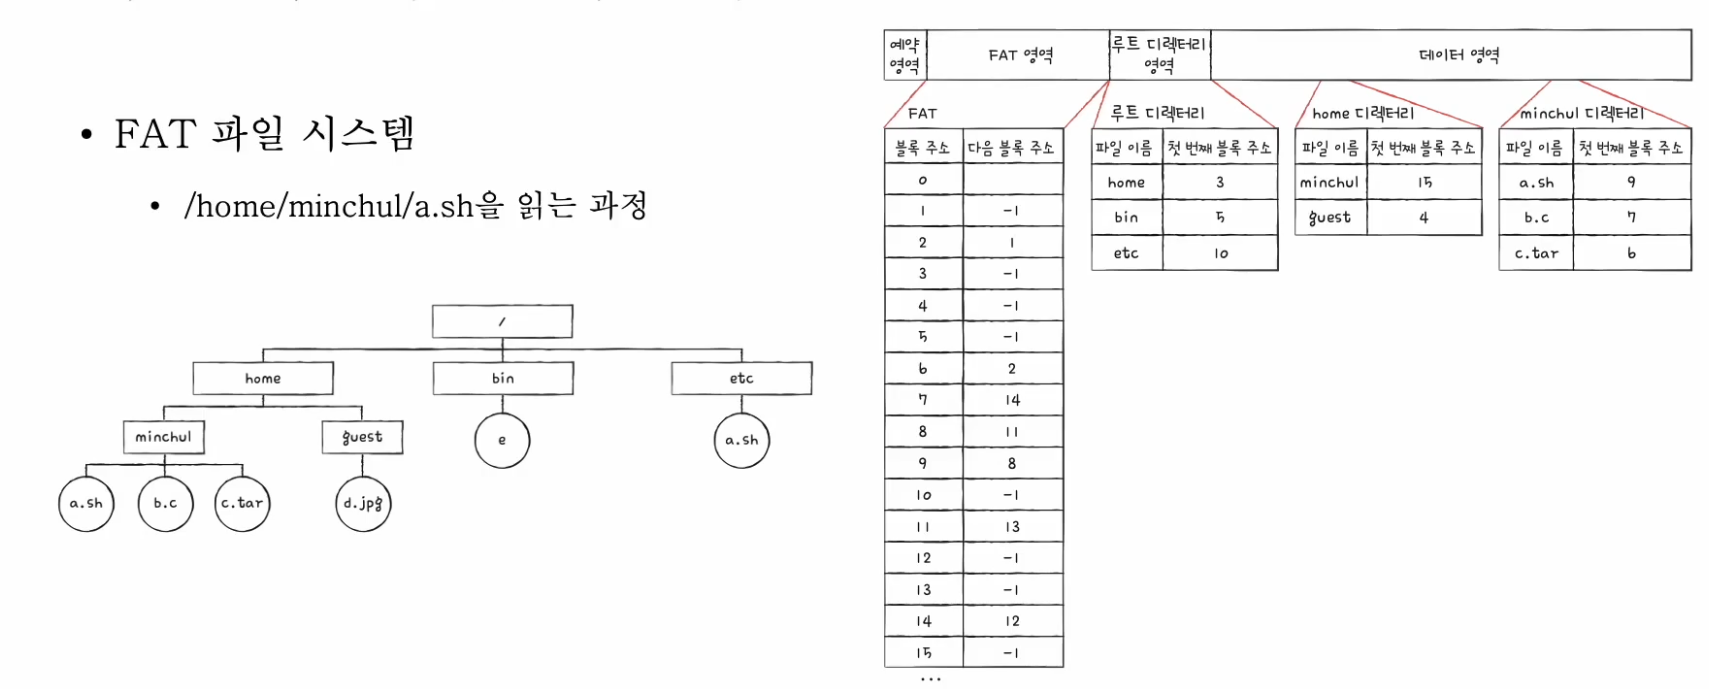 • FAT 파일 시스템
• /home/minchul/a.sh을 읽는 과정
/
home bin etc
minchul guest e a.sh
a.sh b.c c.tar d.jpg
예약 영역 FAT 영역 루트 디렉터리 영역 데이터 영역
FAT
블록 주소 다음 블록 주소
0
1 -1
2 1
3 -1
4 -1
5 -1
6 2
7 14
8 11
9 8
10 -1
11 13
12 -1
13 -1
14 12
15 -1
...
루트 디렉터리
파일 이름 첫 번째 블록 주소
home 3
bin 5
etc 10
home 디렉터리
파일 이름 첫 번째 블록 주소
minchul 15
guest 4
minchul 디렉터리
파일 이름 첫 번째 블록 주소
a.sh 9
b.c 7
c.tar 6